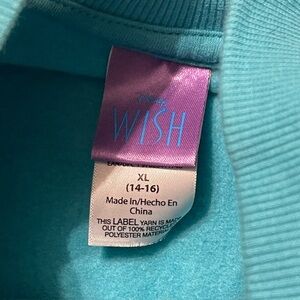 Disney
WISH
XL
(14-16)
Made In/Hecho En
China
THIS LABEL YARN IS MADE
OUT OF 100% RECYCLED
POLYESTER MATERIAL